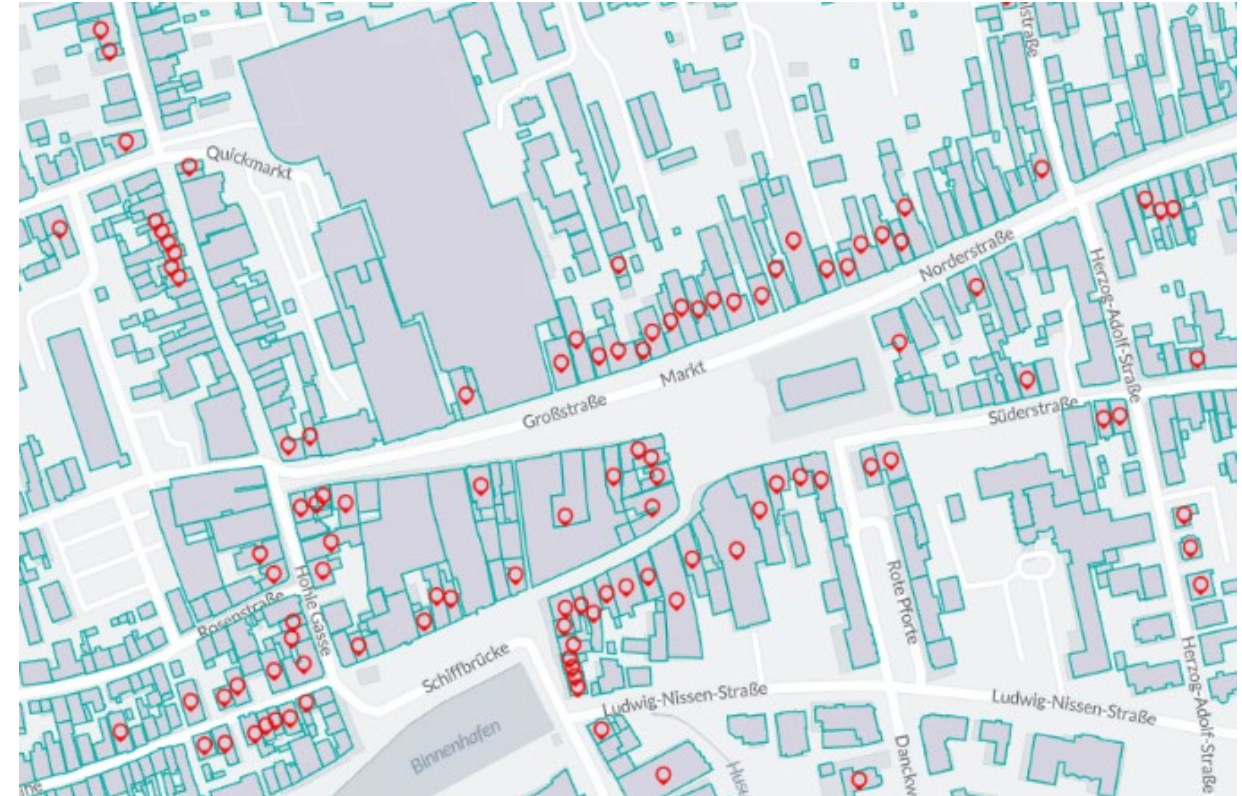 Quickmarkt
Norderstraße
Herzog-Adolf-Straße
Markt
Großstraße
Süderstraße
Hohle Gasse
Rosenstraße
Rote Pforte
Schiffbrücke
Herzog-Adolf-Straße
Ludwig-Nissen-Straße
Ludwig-Nissen-Straße
Binnenhafen